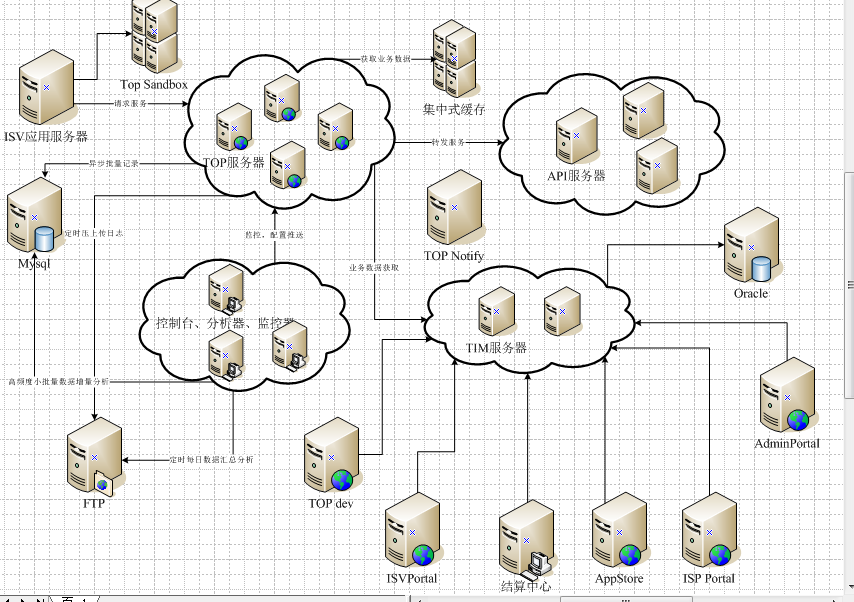 Top Sandbox
获取业务数据
集中式缓存
请求服务
ISV应用服务器
转发服务
异步批量记录
TOP服务器
API服务器
定时压上传日志
监控，配置推送
TOP Notify
Mysql
业务数据获取
Oracle
控制台、分析器、监控器
TIM服务器
高频度小批量数据增量分析
AdminPortal
定时每日数据汇总分析
FTP
TOP dev
ISVPortal
结算中心
AppStore
ISP Portal
页